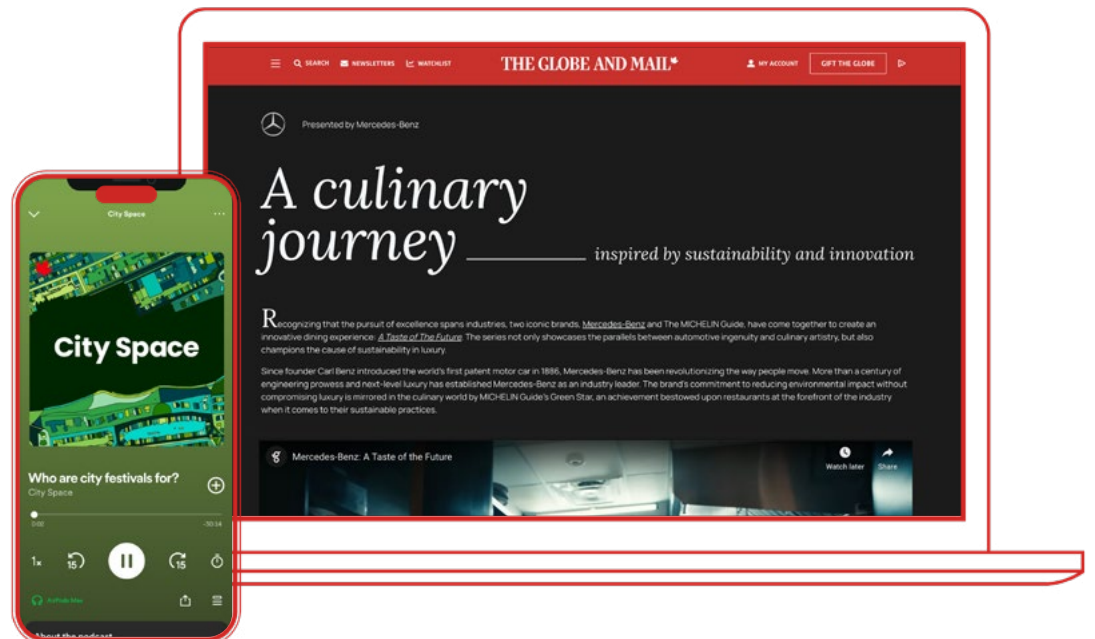 SEARCH NEWSLETTERS WATCHLIST THE GLOBE AND MAIL MY ACCOUNT GIFT THE GLOBE
Presented by Mercedes-Benz
A culinary
journey inspired by sustainability and innovation
Recognizing that the pursuit of excellence spans industries, two iconic brands, Mercedes-Benz and The MICHELIN Guide, have come together to create an
innovative dining experience: A Taste of The Future. The series not only showcases the parallels between automotive ingenuity and culinary artistry, but also
champions the cause of sustainability in luxury.
Since founder Carl Benz introduced the world's first patent motor car in 1886, Mercedes-Benz has been revolutionizing the way people move. More than a century of
engineering prowess and next-level luxury has established Mercedes-Benz as an industry leader. The brand's commitment to reducing environmental impact without
compromising luxury is mirrored in the culinary world by MICHELIN Guide's Green Star, an achievement bestowed upon restaurants at the forefront of the industry
when it comes to their sustainable practices.
Mercedes-Benz: A Taste of the Future
Watch later Share
City Space
City Space
Who are city festivals for?
City Space
0:02 -30:14
1x 15 15
AirPods Max
About the podcast